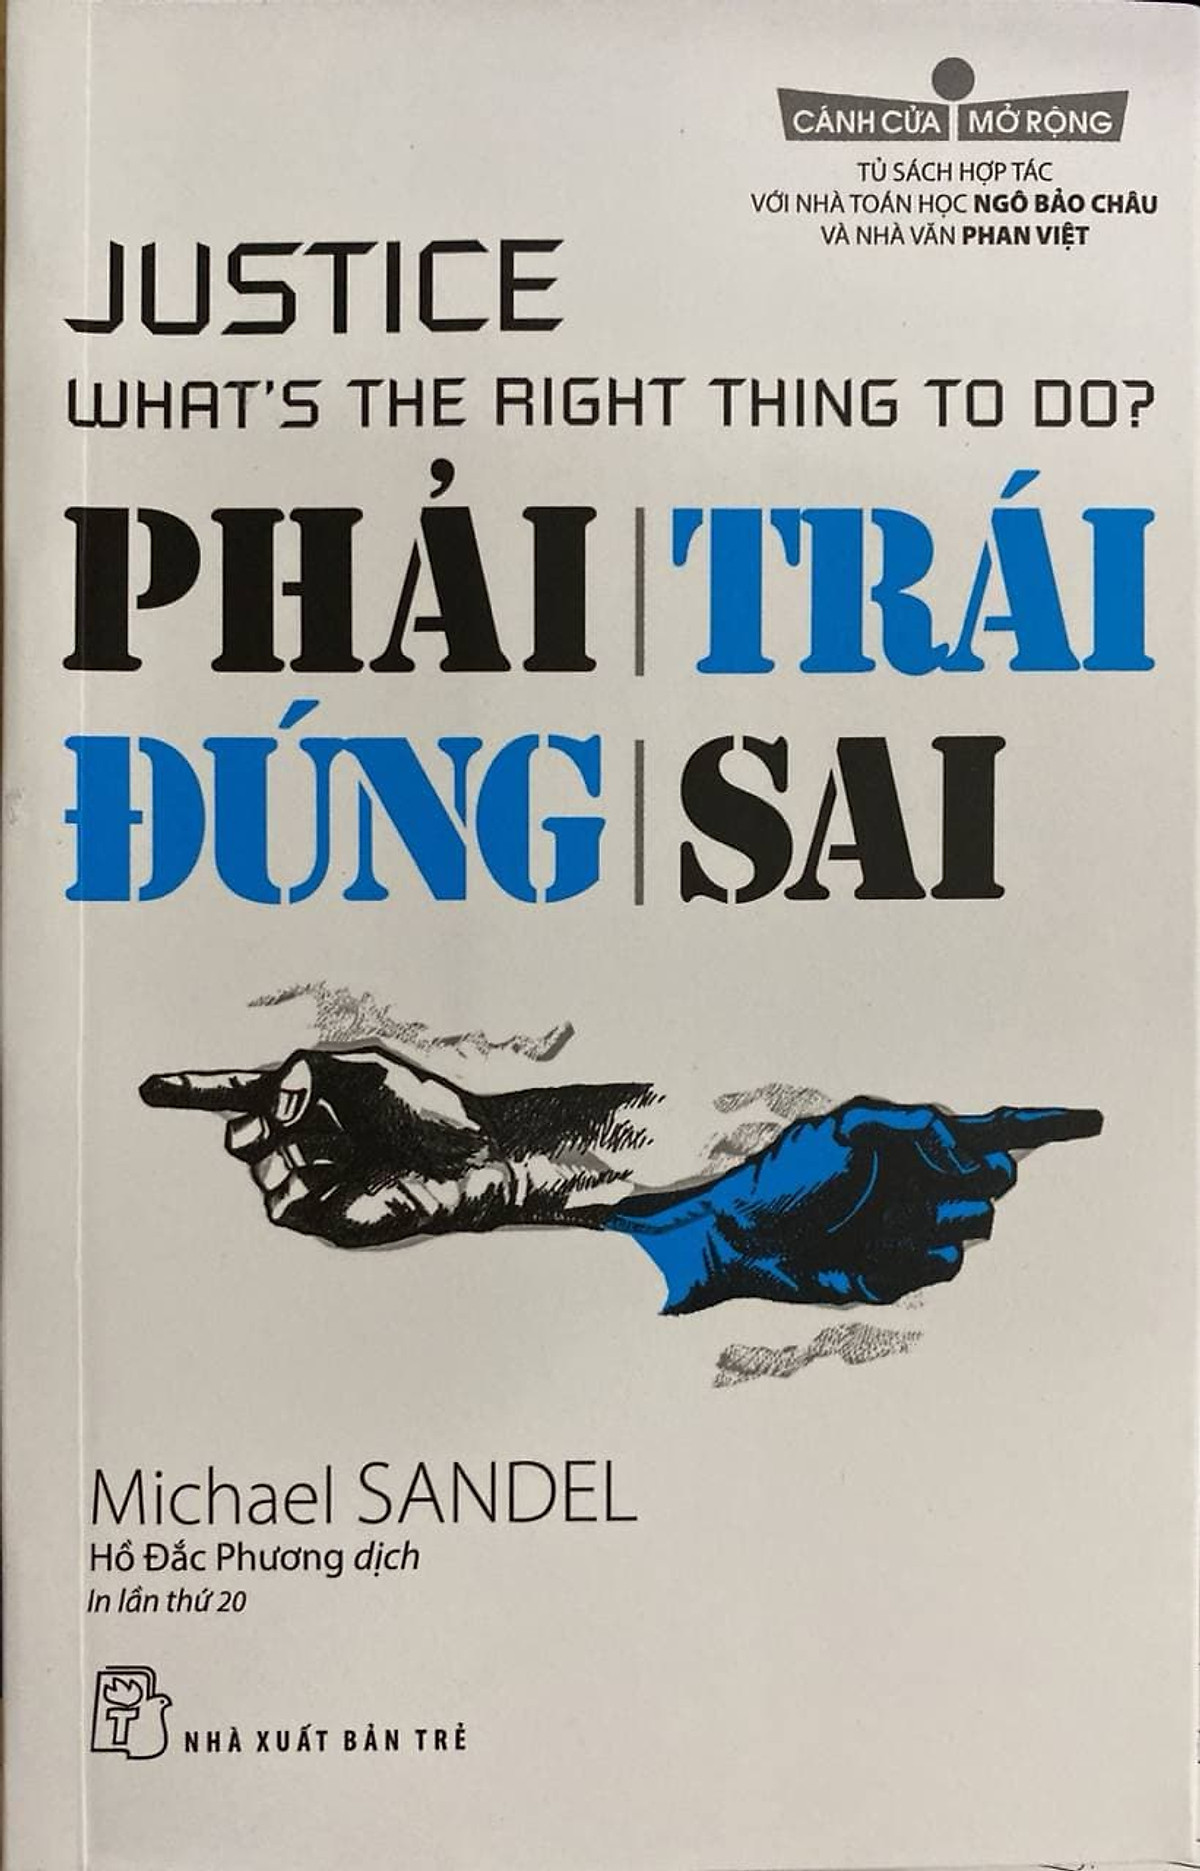 CÁNH CỬA MỞ RỘNG
TỦ SÁCH HỢP TÁC
VỚI NHÀ TOÁN HỌC NGÔ BẢO CHÂU
VÀ NHÀ VĂN PHAN VIỆT
JUSTICE
WHAT'S THE RIGHT THING TO DO?
PHẢI | TRÁI
ĐÚNG | SAI
Michael SANDEL
Hồ Đắc Phương dịch
In lần thứ 20
T
NHÀ XUẤT BẢN TRẺ